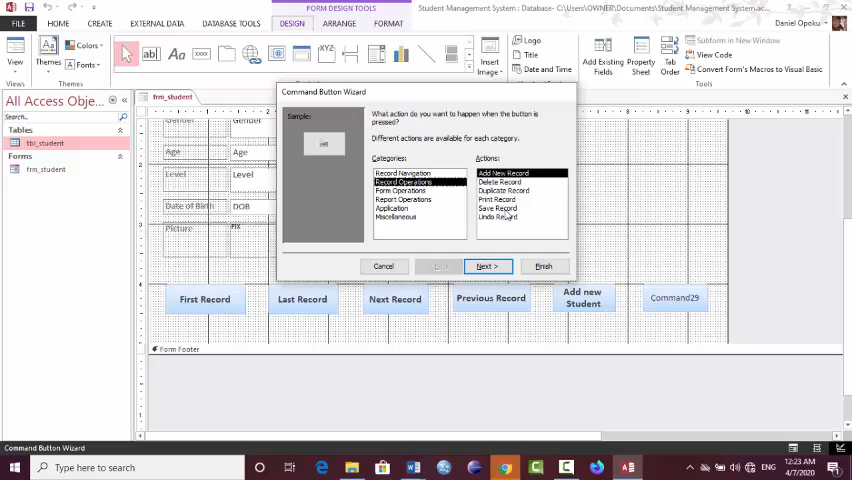 FORM DESIGN TOOLS
Student Management System : Database- C:\Users\OWNER\Documents\Student Management System.ac...
FILE
HOME
CREATE
EXTERNAL DATA
DATABASE TOOLS
DESIGN
ARRANGE
FORMAT
Daniel Opoku
View
Views
Themes
Colors
Fonts
Themes
ab|
Aa
xxxx
XYZ
Insert
Image
Logo
Title
Date and Time
Add Existing
Fields
Property
Sheet
Tab
Order
Subform in New Window
View Code
Convert Form's Macros to Visual Basic
Tools
All Access Obje...
Search...
Tables
tbl_student
Forms
frm_student
frm_student
Gender
Gender
Age
Age
Level
Level
Date of Birth
DOB
Picture
PIX
Command Button Wizard
Sample:
What action do you want to happen when the button is
pressed?
Different actions are available for each category.
Categories:
Actions:
Record Navigation
Record Operations
Form Operations
Report Operations
Application
Miscellaneous
Add New Record
Delete Record
Duplicate Record
Print Record
Save Record
Undo Record
Cancel
Next >
Finish
First Record
Last Record
Next Record
Previous Record
Add new
Student
Command29
Form Footer
Command Button Wizard
Type here to search
ENG
12:23 AM
4/7/2020